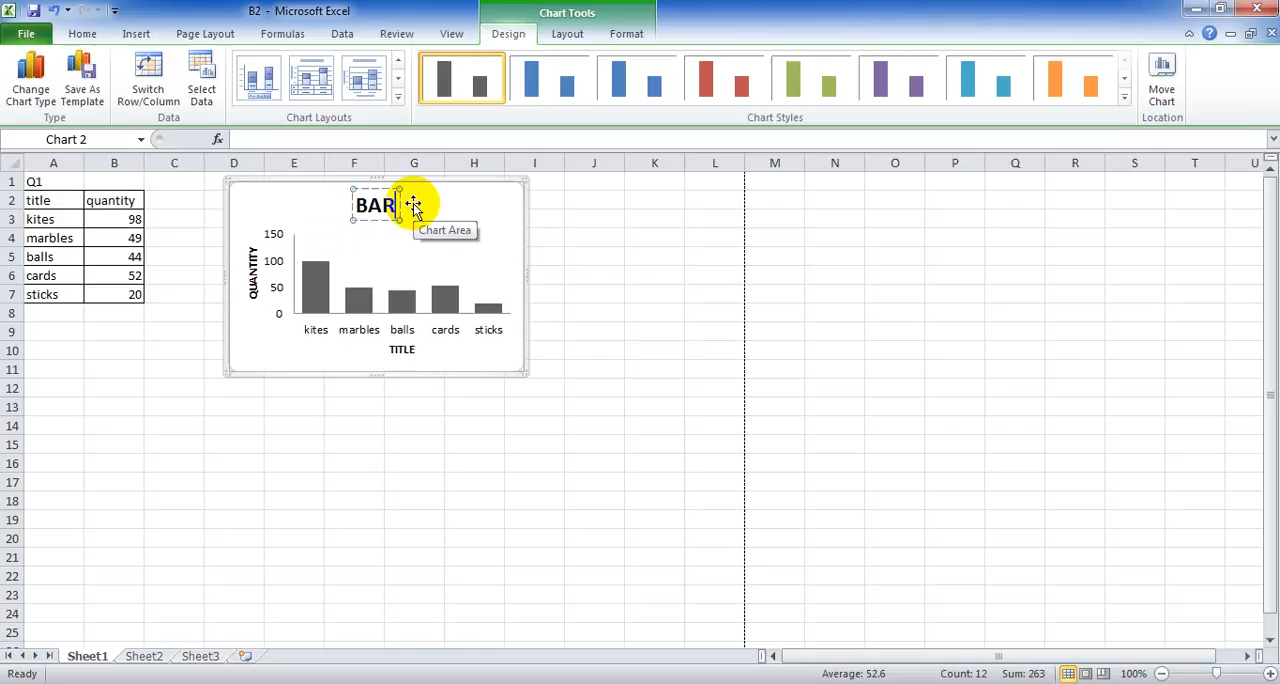 B2 - Microsoft Excel
Chart Tools
File Home Insert Page Layout Formulas Data Review View Design Layout Format
Change Chart Type
Save As Template
Switch Row/Column
Select Data
Move Chart
Type Data Chart Layouts Chart Styles Location
Chart 2 fx
A B C D E F G H I J K L M N O P Q R S T U
1 Q1
2 title quantity
3 kites 98
4 marbles 49
5 balls 44
6 cards 52
7 sticks 20
8
9
10
11
12
13
14
15
16
17
18
19
20
21
22
23
24
25
BAR
Chart Area
QUANTITY
150
100
50
0
kites marbles balls cards sticks
TITLE
Sheet1 Sheet2 Sheet3
Ready Average: 52.6 Count: 12 Sum: 263 100%